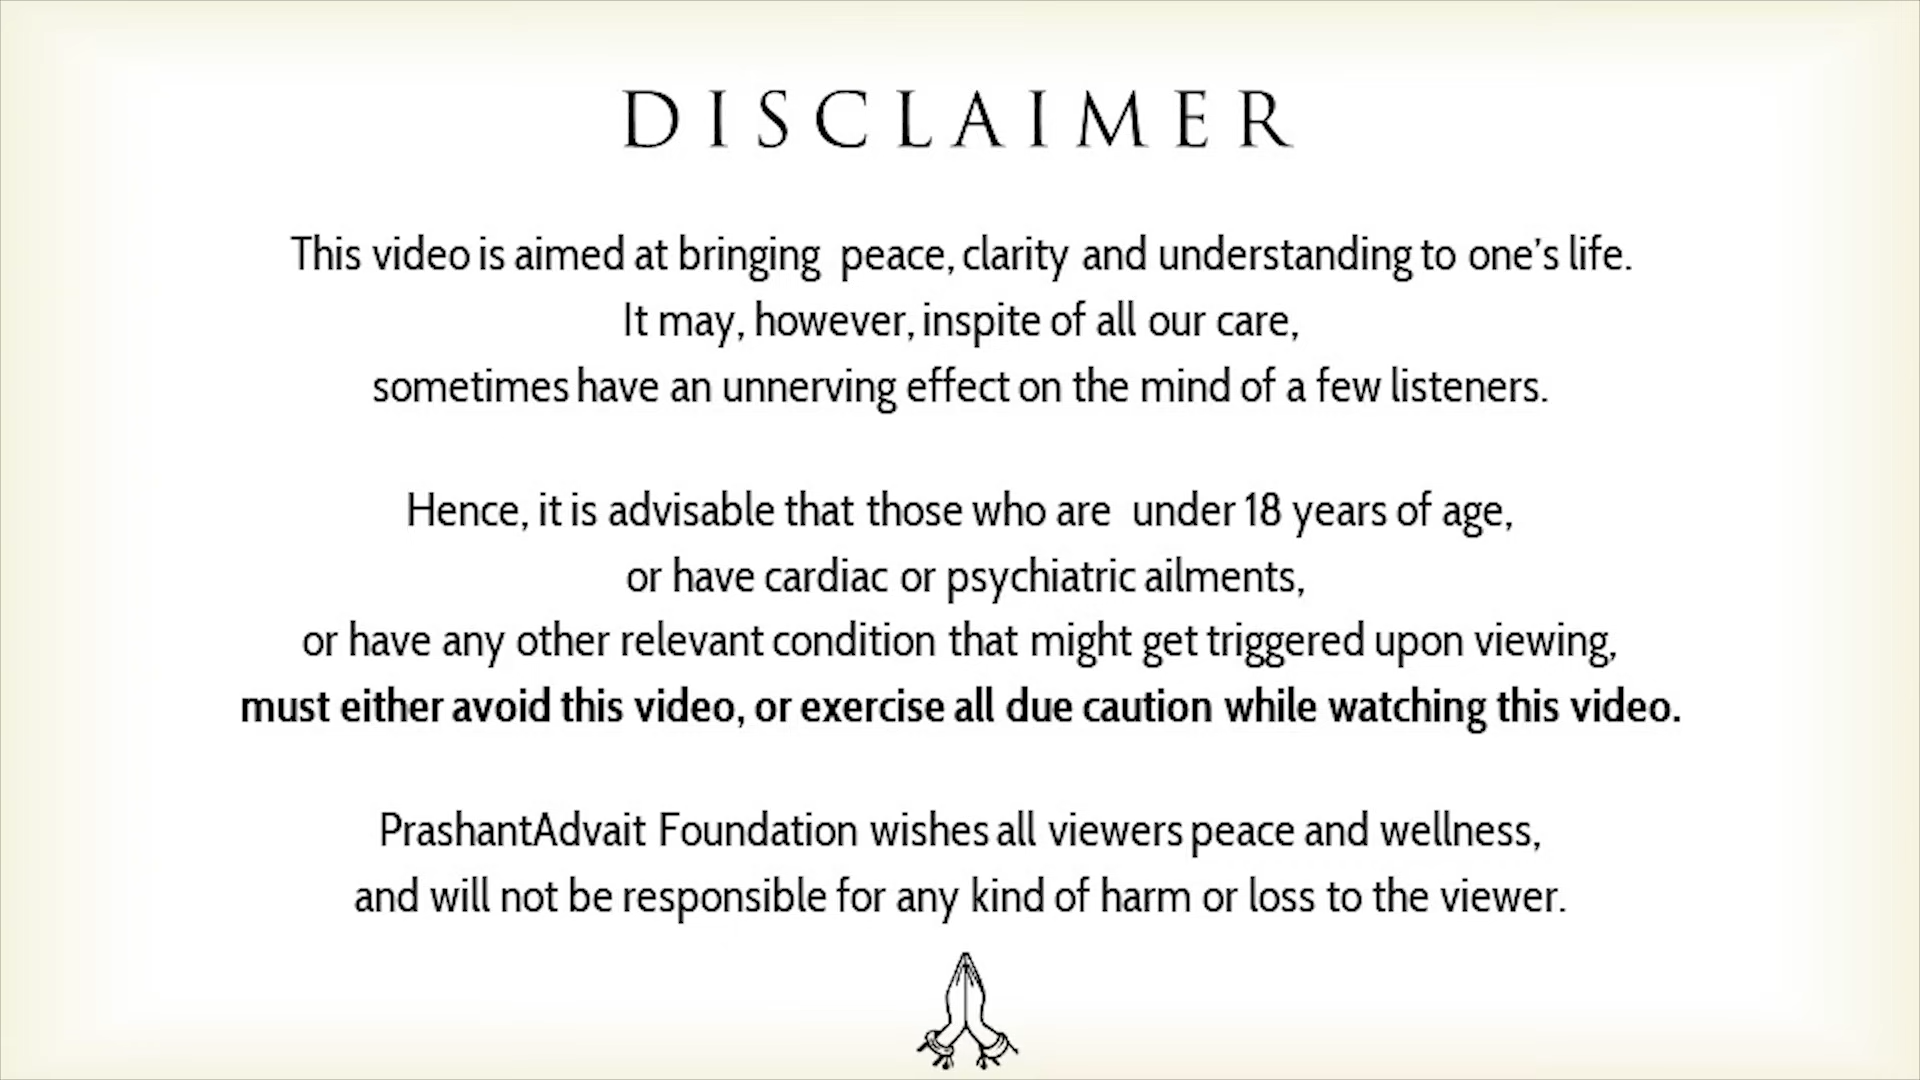 DISCLAIMER
This video is aimed at bringing peace, clarity and understanding to one's life.
It may, however, inspite of all our care,
sometimes have an unnerving effect on the mind of a few listeners.
Hence, it is advisable that those who are under 18 years of age,
or have cardiac or psychiatric ailments,
or have any other relevant condition that might get triggered upon viewing,
must either avoid this video, or exercise all due caution while watching this video.
PrashantAdvait Foundation wishes all viewers peace and wellness,
and will not be responsible for any kind of harm or loss to the viewer.